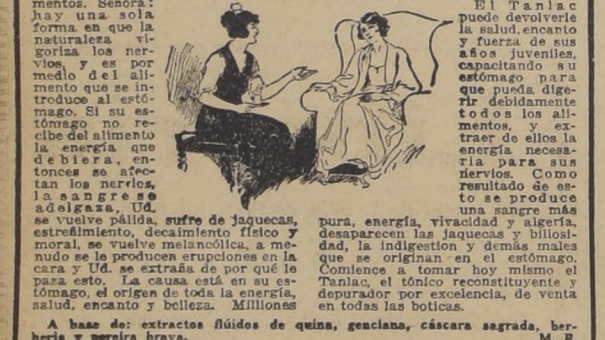 mentos. Señora:
hay una sola
forma en que la
naturaleza vi-
goriza los ner-
vios, y es por
medio del ali-
mento que se in-
troduce al estó-
mago. Si su es-
tómago no re-
cibe del alimento
la energía que
debiera, en-
tonces se afec-
tan los nervios,
la sangre se
adelgaza, Ud.
se vuelve pálida, sufre de jaquecas,
estreñimiento, decaimiento físico y
moral, se vuelve melancólica, a me-
nudo se le producen erupciones en la
cara y Ud. se extraña de por qué le
pasa esto. La causa está en su es-
tómago, el origen de toda la energía,
salud, encanto y belleza. Millones
El Tanlac
puede devolverle
la salud, encanto
y fuerza de sus
años juveniles,
capacitando su
estómago para
que pueda dige-
rir debidamente
todos los ali-
mentos, y ex-
traer de ellos la
energía necesa-
ria para sus
nervios. Como
resultado de es-
to se produce
una sangre más
pura, energía, vivacidad y algería,
desaparecen las jaquecas y biliosi-
dad, la indigestion y demás males
que se originan en el estómago.
Comience a tomar hoy mismo el
Tanlac, el tónico reconstituyente y
depurador por excelencia, de venta
en todas las boticas.
A base de: extractos flúidos de quina, genciana, cáscara sagrada, ber-
beria y pereira brava. M. R.